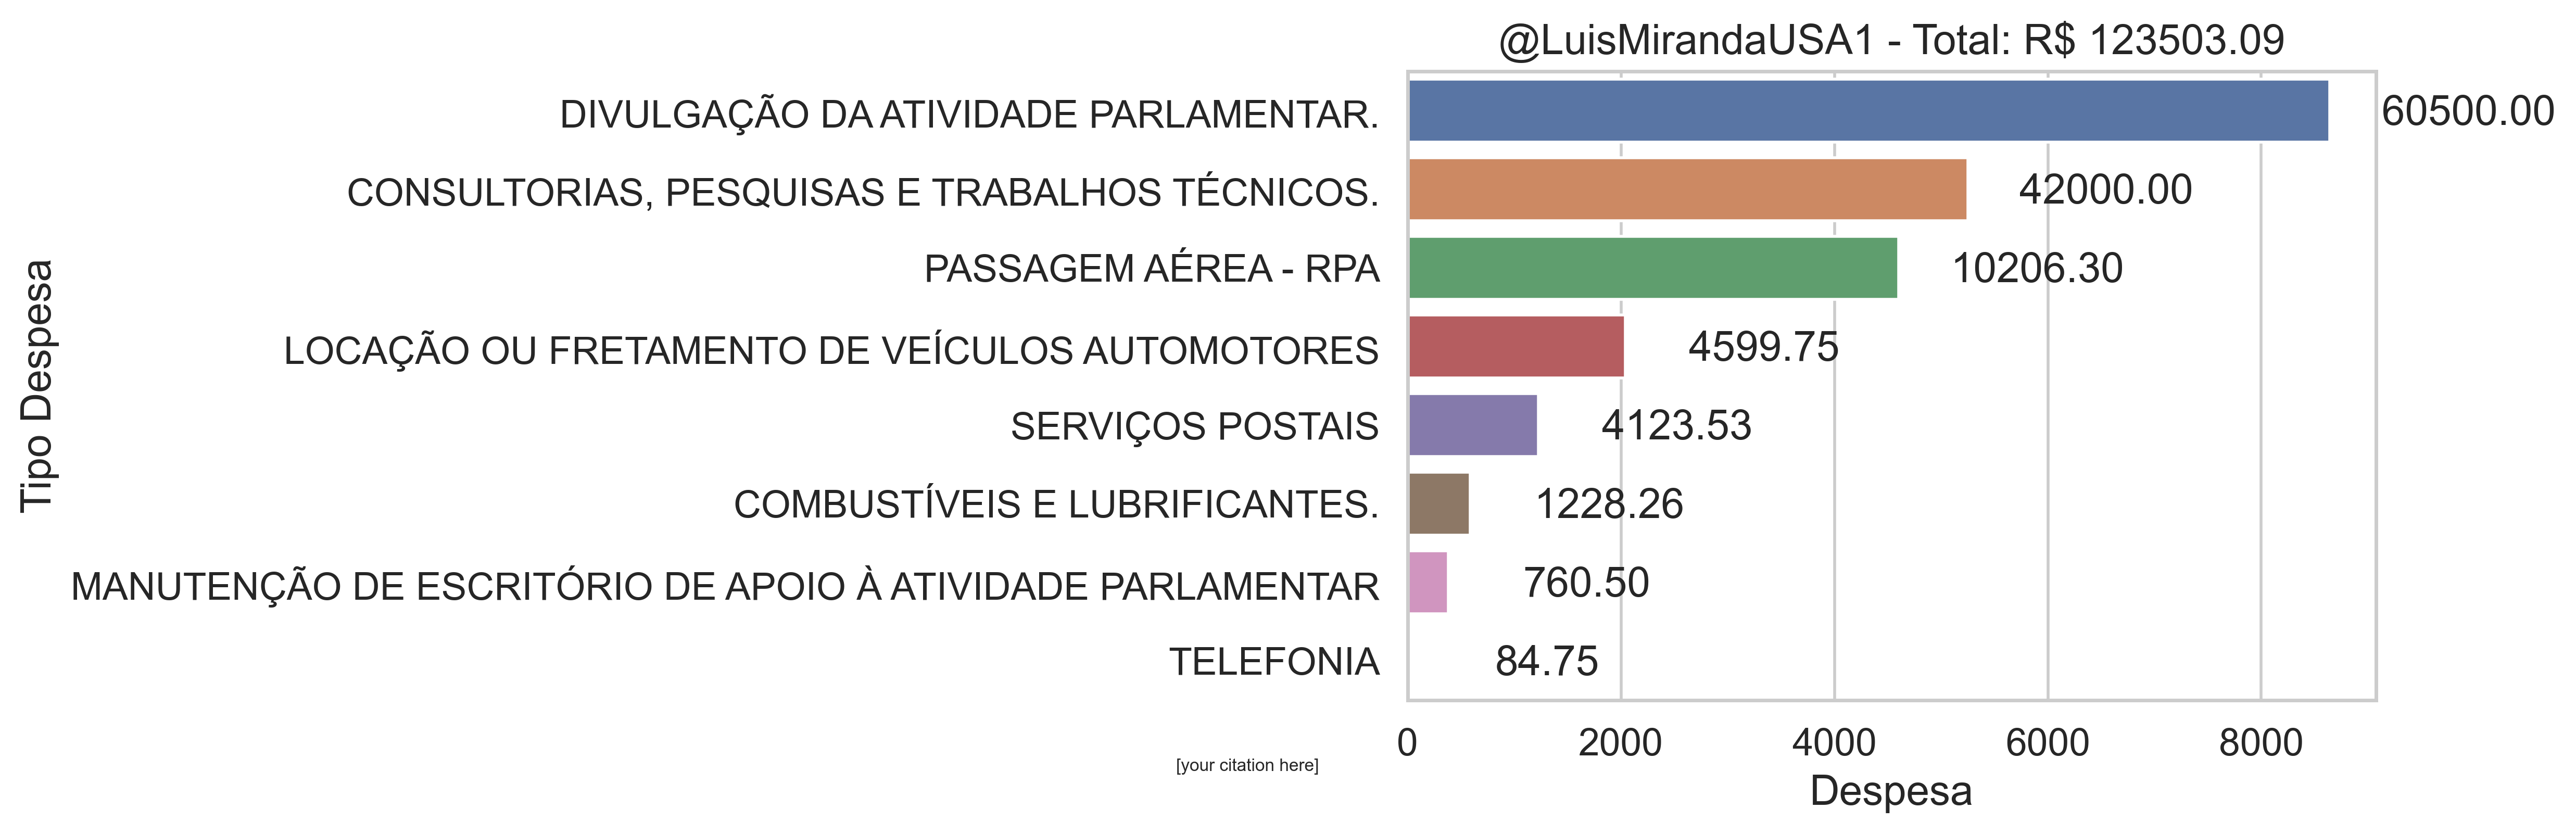 @LuisMirandaUSA1 - Total: R$ 123503.09
DIVULGAÇÃO DA ATIVIDADE PARLAMENTAR.
60500.00
CONSULTORIAS, PESQUISAS E TRABALHOS TÉCNICOS.
42000.00
PASSAGEM AÉREA - RPA
10206.30
LOCAÇÃO OU FRETAMENTO DE VEÍCULOS AUTOMOTORES
4599.75
SERVIÇOS POSTAIS
4123.53
COMBUSTÍVEIS E LUBRIFICANTES.
1228.26
MANUTENÇÃO DE ESCRITÓRIO DE APOIO À ATIVIDADE PARLAMENTAR
760.50
TELEFONIA
84.75
Tipo Despesa
0 2000 4000 6000 8000
Despesa
[your citation here]